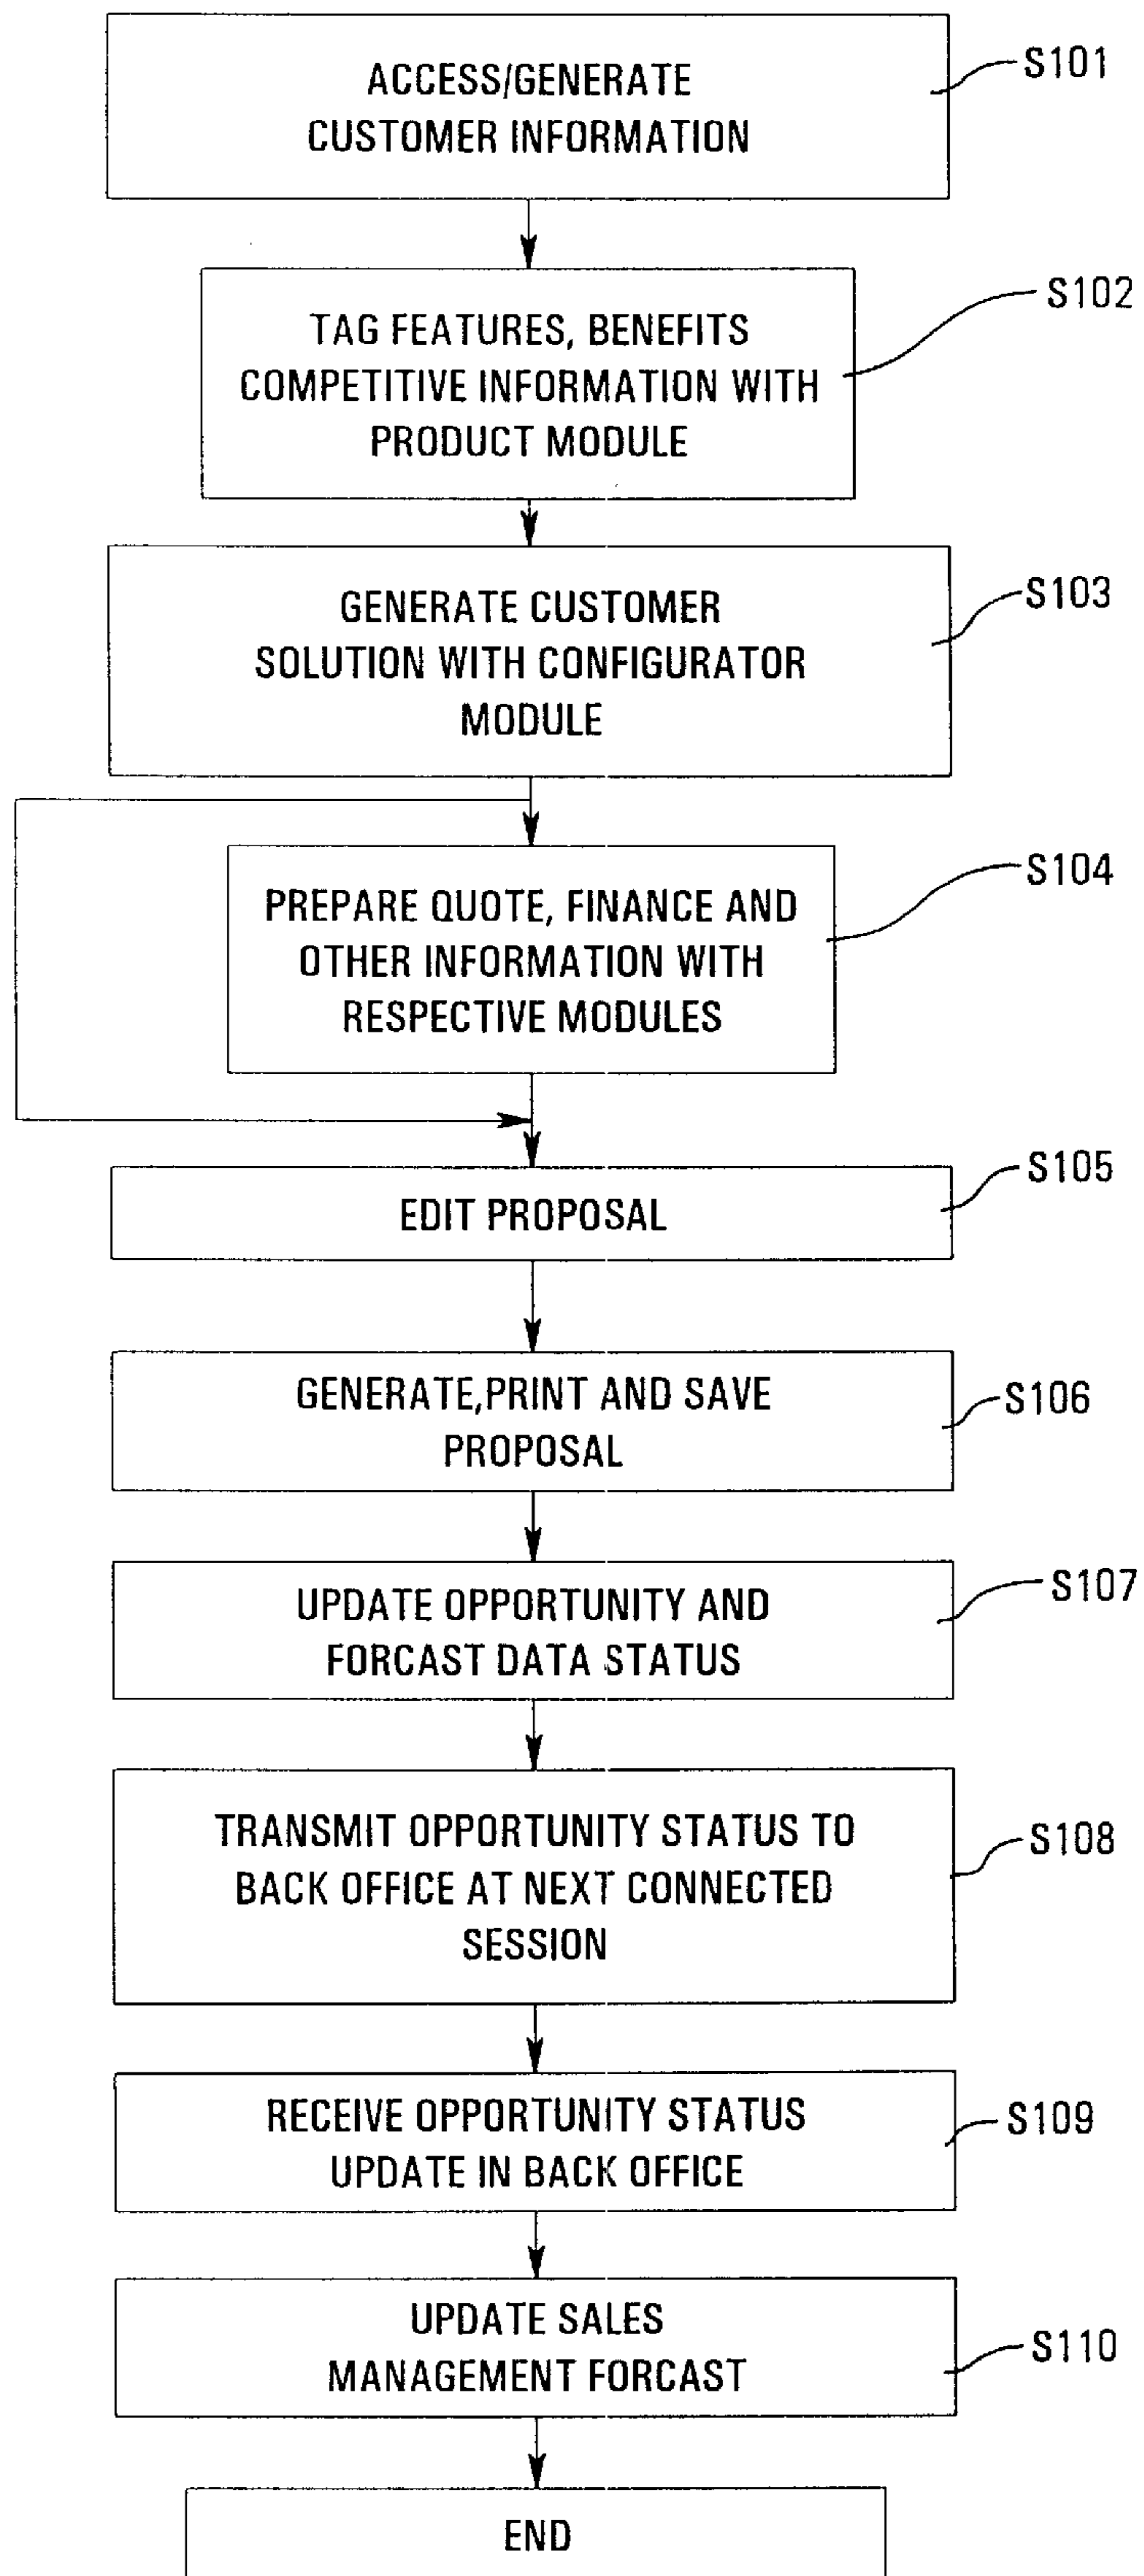 ACCESS/GENERATE
CUSTOMER INFORMATION
S101
TAG FEATURES, BENEFITS
COMPETITIVE INFORMATION WITH
PRODUCT MODULE
S102
GENERATE CUSTOMER
SOLUTION WITH CONFIGURATOR
MODULE
S103
PREPARE QUOTE, FINANCE AND
OTHER INFORMATION WITH
RESPECTIVE MODULES
S104
EDIT PROPOSAL
S105
GENERATE,PRINT AND SAVE
PROPOSAL
S106
UPDATE OPPORTUNITY AND
FORCAST DATA STATUS
S107
TRANSMIT OPPORTUNITY STATUS TO
BACK OFFICE AT NEXT CONNECTED
SESSION
S108
RECEIVE OPPORTUNITY STATUS
UPDATE IN BACK OFFICE
S109
UPDATE SALES
MANAGEMENT FORCAST
S110
END